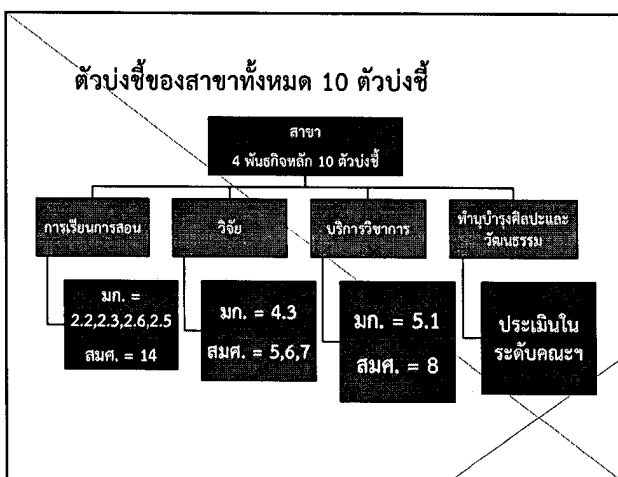 ตัวบ่งชี้ของสาขาทั้งหมด 10 ตัวบ่งชี้
สาขา
4 พันธกิจหลัก 10 ตัวบ่งชี้
การเรียนการสอน
วิจัย
บริการวิชาการ
ทำนุบำรุงศิลปะและ
วัฒนธรรม
มก. =
2.2,2.3,2.6,2.5
สมศ. = 14
มก. = 4.3
สมศ. = 5,6,7
มก. = 5.1
สมศ. = 8
ประเมินใน
ระดับคณะฯ